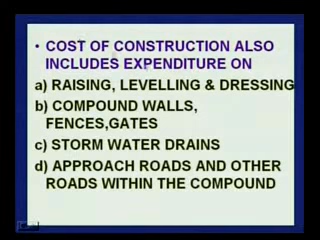 • COST OF CONSTRUCTION ALSO
INCLUDES EXPENDITURE ON
a) RAISING, LEVELLING & DRESSING
b) COMPOUND WALLS,
FENCES,GATES
c) STORM WATER DRAINS
d) APPROACH ROADS AND OTHER
ROADS WITHIN THE COMPOUND